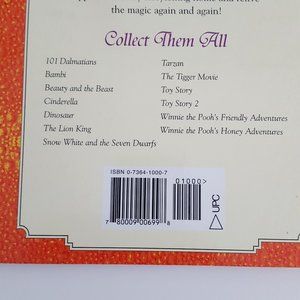 the magic again and again!
Collect Them All
101 Dalmatians
Bambi
Beauty and the Beast
Cinderella
Dinosaur
The Lion King
Snow White and the Seven Dwarfs
Tarzan
The Tigger Movie
Toy Story
Toy Story 2
Winnie the Pooh's Friendly Adventures
Winnie the Pooh's Honey Adventures
ISBN 0-7364-1000-7
01000>
7 80009 00699 8
UPC